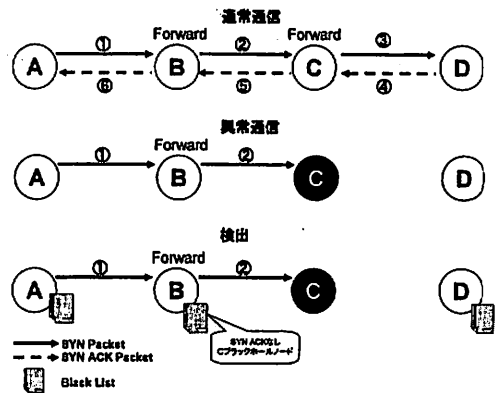 通常通信
Forward Forward
① ② ③
A B C D
⑥ ⑤ ④
異常通信
Forward
① ②
A B C D
検出
Forward
① ②
A B C D
SYN ACKなし
Cブラックホールノード
SYN Packet
SYN ACK Packet
Black List